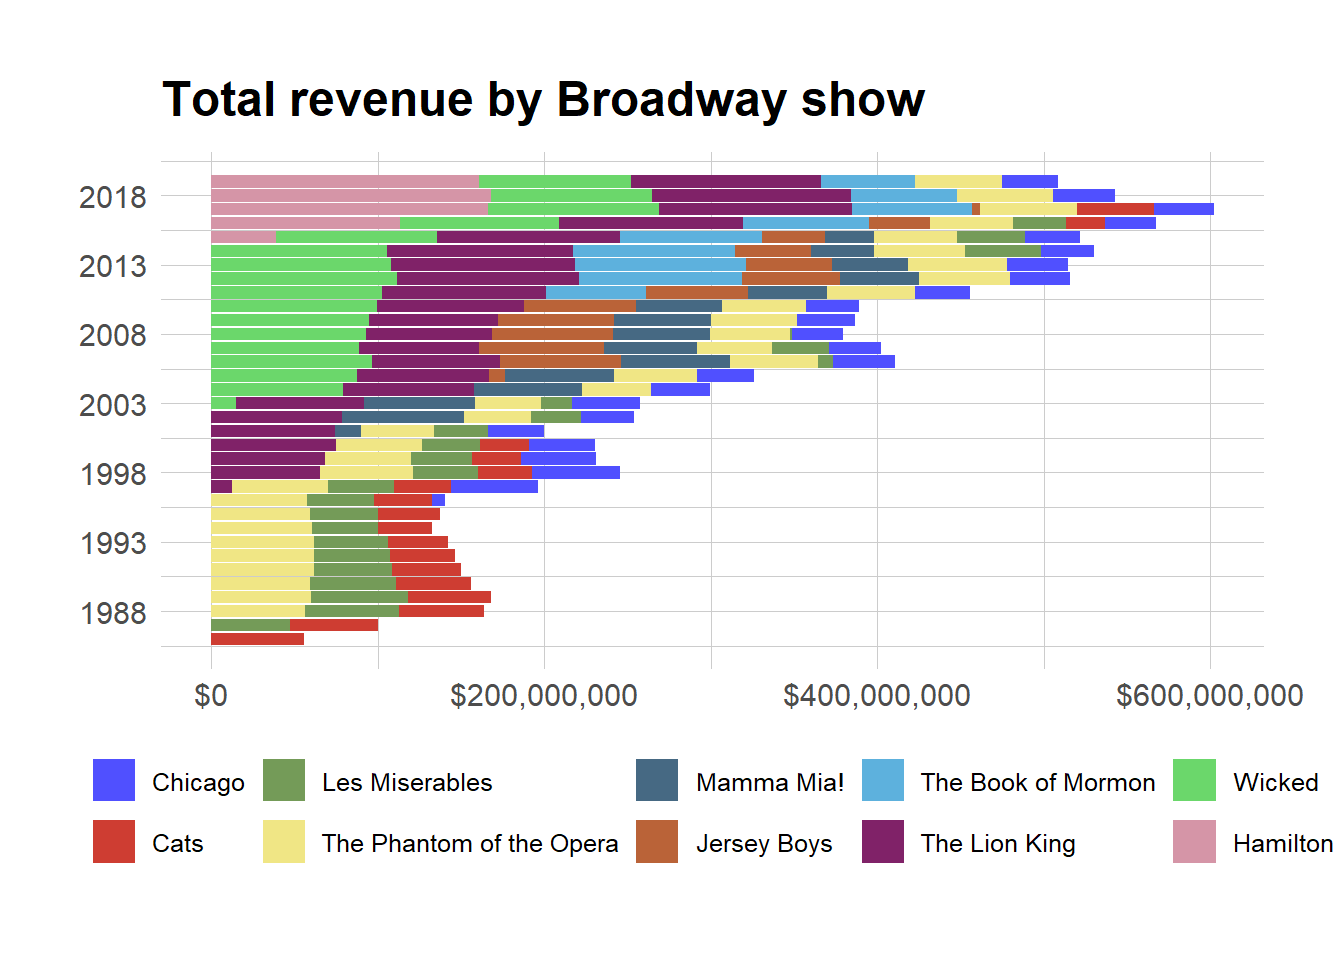 Total revenue by Broadway show
2018
2013
2008
2003
1998
1993
1988
$0 $200,000,000 $400,000,000 $600,000,000
Chicago Les Miserables Mamma Mia! The Book of Mormon Wicked
Cats The Phantom of the Opera Jersey Boys The Lion King Hamilton